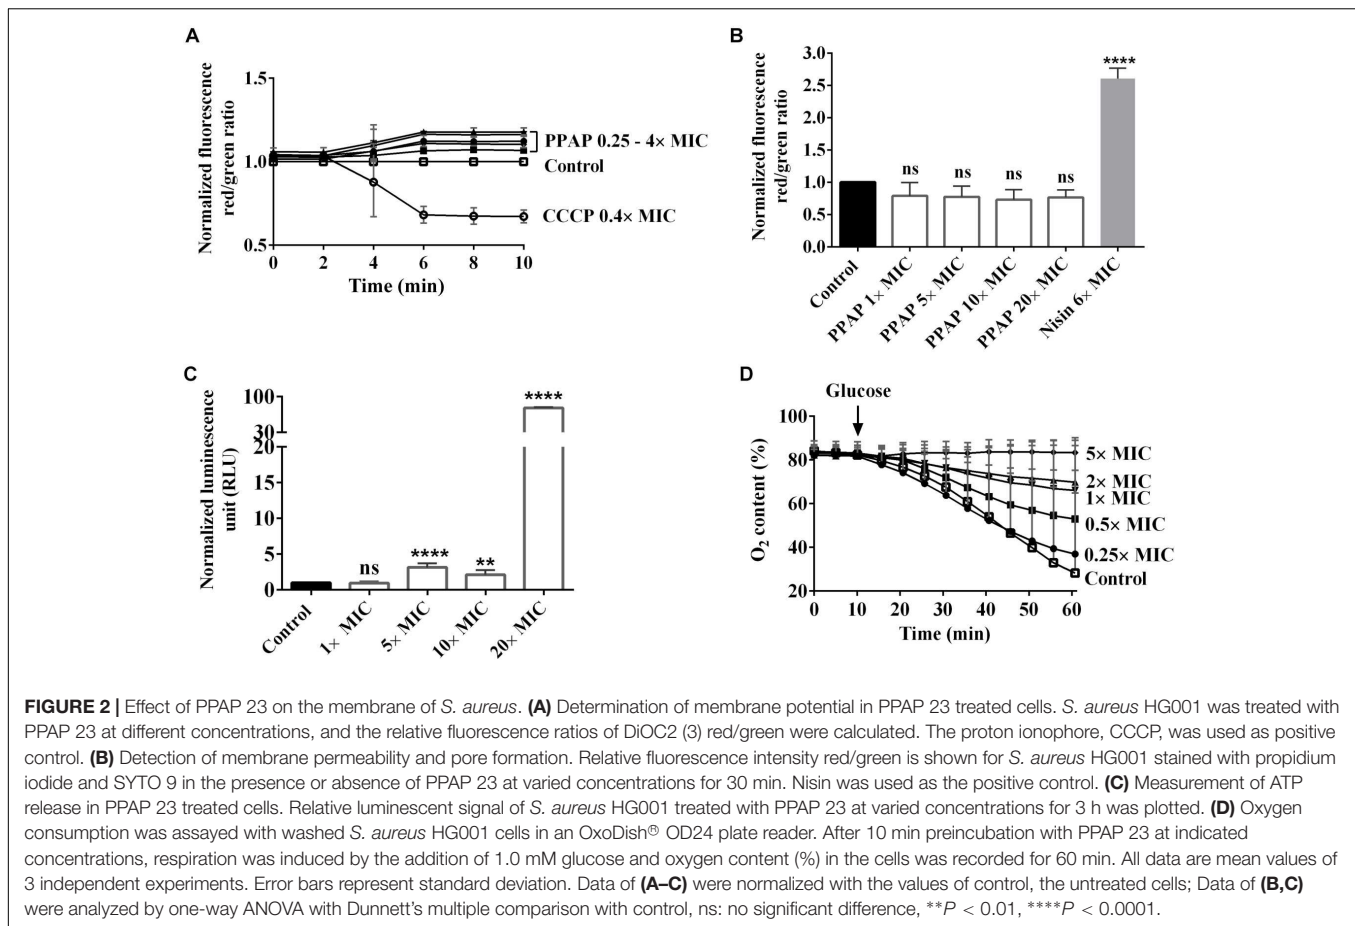 A
Normalized fluorescence
red/green ratio
1.5
1.0
0.5
0 2 4 6 8 10
Time (min)
PPAP 0.25 - 4× MIC
Control
CCCP 0.4× MIC
B
Normalized fluorescence
red/green ratio
3.0
2.5
2.0
1.5
1.0
0.5
0.0
ns ns ns ns ****
Control
PPAP 1× MIC
PPAP 5× MIC
PPAP 10× MIC
PPAP 20× MIC
Nisin 6× MIC
C
Normalized luminescence
unit (RLU)
100
30
20
15
10
5
0
ns **** ** ****
Control
1× MIC
5× MIC
10× MIC
20× MIC
D
Glucose
O2 content (%)
100
80
60
40
20
0 10 20 30 40 50 60
Time (min)
5× MIC
2× MIC
1× MIC
0.5× MIC
0.25× MIC
Control
FIGURE 2 | Effect of PPAP 23 on the membrane of S. aureus. (A) Determination of membrane potential in PPAP 23 treated cells. S. aureus HG001 was treated with
PPAP 23 at different concentrations, and the relative fluorescence ratios of DiOC2 (3) red/green were calculated. The proton ionophore, CCCP, was used as positive
control. (B) Detection of membrane permeability and pore formation. Relative fluorescence intensity red/green is shown for S. aureus HG001 stained with propidium
iodide and SYTO 9 in the presence or absence of PPAP 23 at varied concentrations for 30 min. Nisin was used as the positive control. (C) Measurement of ATP
release in PPAP 23 treated cells. Relative luminescent signal of S. aureus HG001 treated with PPAP 23 at varied concentrations for 3 h was plotted. (D) Oxygen
consumption was assayed with washed S. aureus HG001 cells in an OxoDish® OD24 plate reader. After 10 min preincubation with PPAP 23 at indicated
concentrations, respiration was induced by the addition of 1.0 mM glucose and oxygen content (%) in the cells was recorded for 60 min. All data are mean values of
3 independent experiments. Error bars represent standard deviation. Data of (A–C) were normalized with the values of control, the untreated cells; Data of (B,C)
were analyzed by one-way ANOVA with Dunnett's multiple comparison with control, ns: no significant difference, **P < 0.01, ****P < 0.0001.